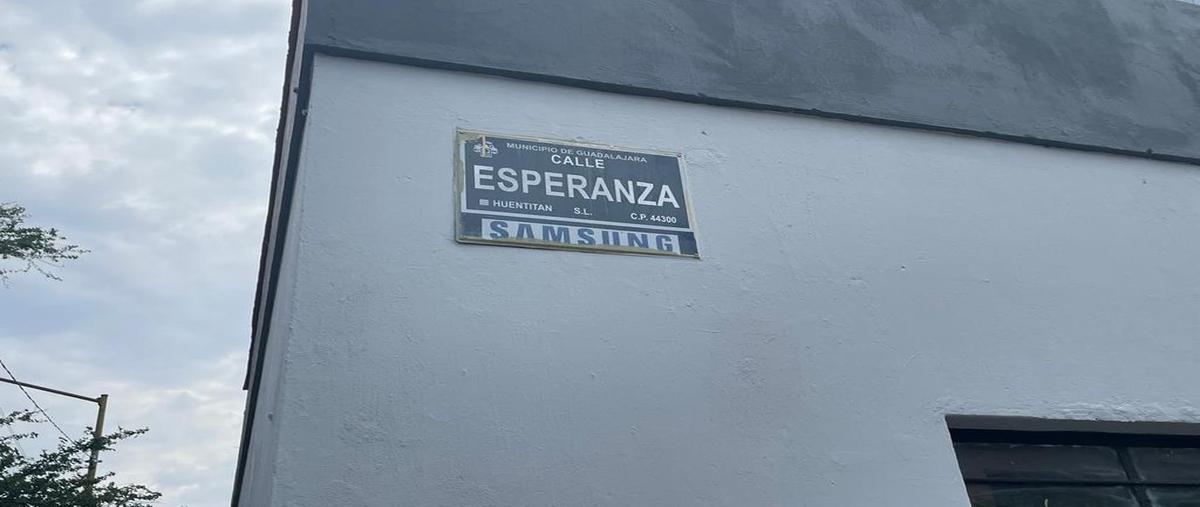 MUNICIPIO DE GUADALAJARA
CALLE
ESPERANZA
HUENTITAN S.L. C.P. 44300
SAMSUNG